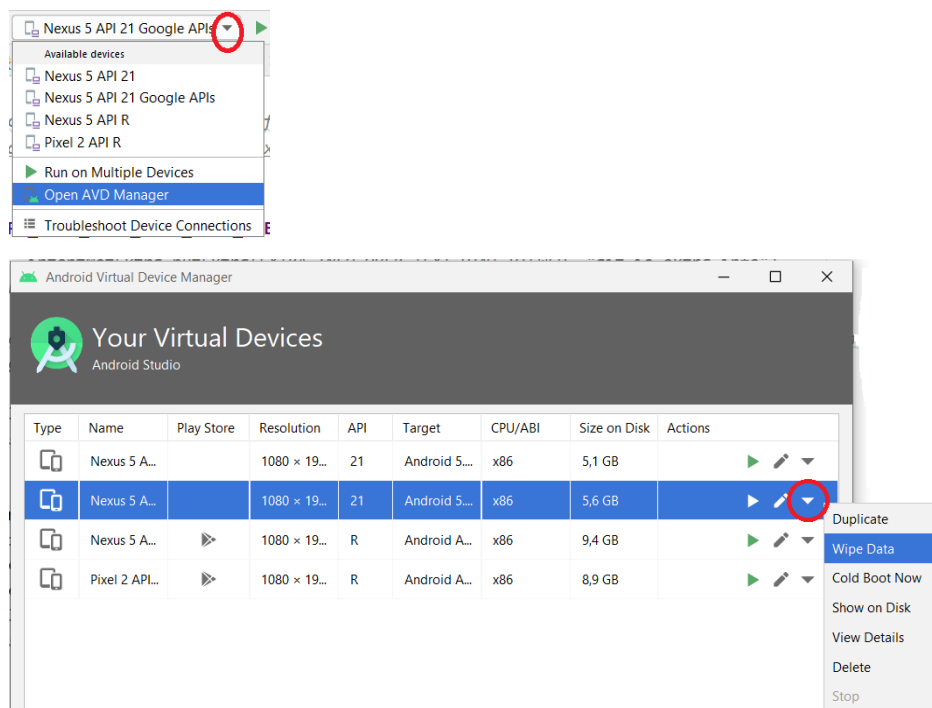 Nexus 5 API 21 Google APIs
Available devices
Nexus 5 API 21
Nexus 5 API 21 Google APIs
Nexus 5 API R
Pixel 2 API R
Run on Multiple Devices
Open AVD Manager
Troubleshoot Device Connections
Android Virtual Device Manager
Your Virtual Devices
Android Studio
Type Name Play Store Resolution API Target CPU/ABI Size on Disk Actions
Nexus 5 A... 1080 × 19... 21 Android 5.... x86 5,1 GB
Nexus 5 A... 1080 × 19... 21 Android 5.... x86 5,6 GB
Nexus 5 A... 1080 × 19... R Android A... x86 9,4 GB
Pixel 2 API... 1080 × 19... R Android A... x86 8,9 GB
Duplicate
Wipe Data
Cold Boot Now
Show on Disk
View Details
Delete
Stop